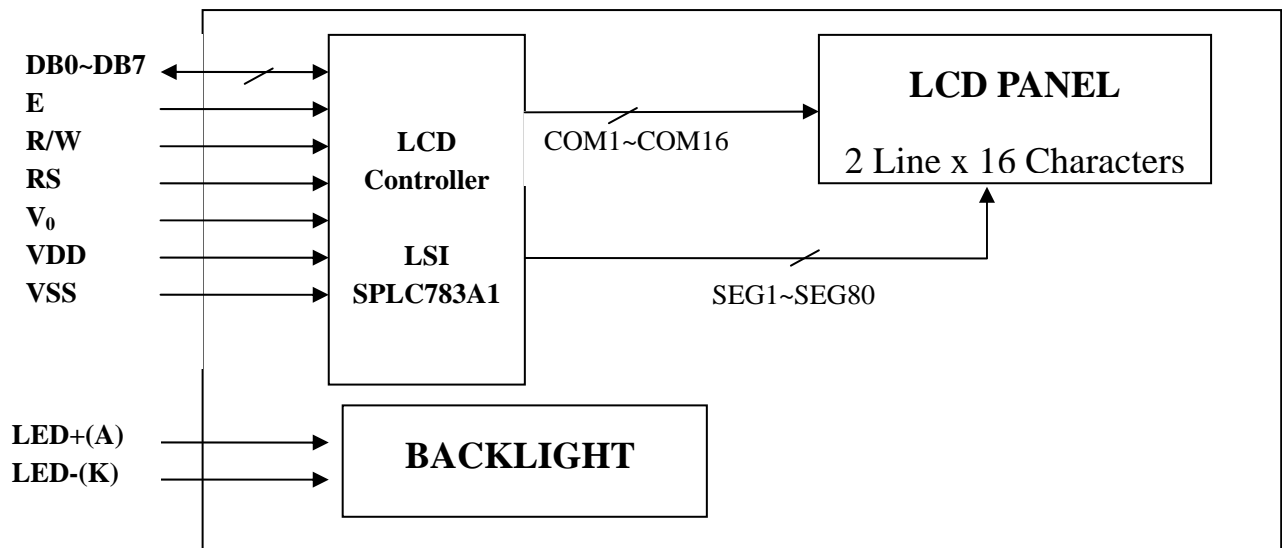 DB0~DB7
E
R/W
RS
V₀
VDD
VSS
LCD
Controller
LSI
SPLC783A1
COM1~COM16
SEG1~SEG80
LCD PANEL
2 Line x 16 Characters
LED+(A)
LED-(K)
BACKLIGHT